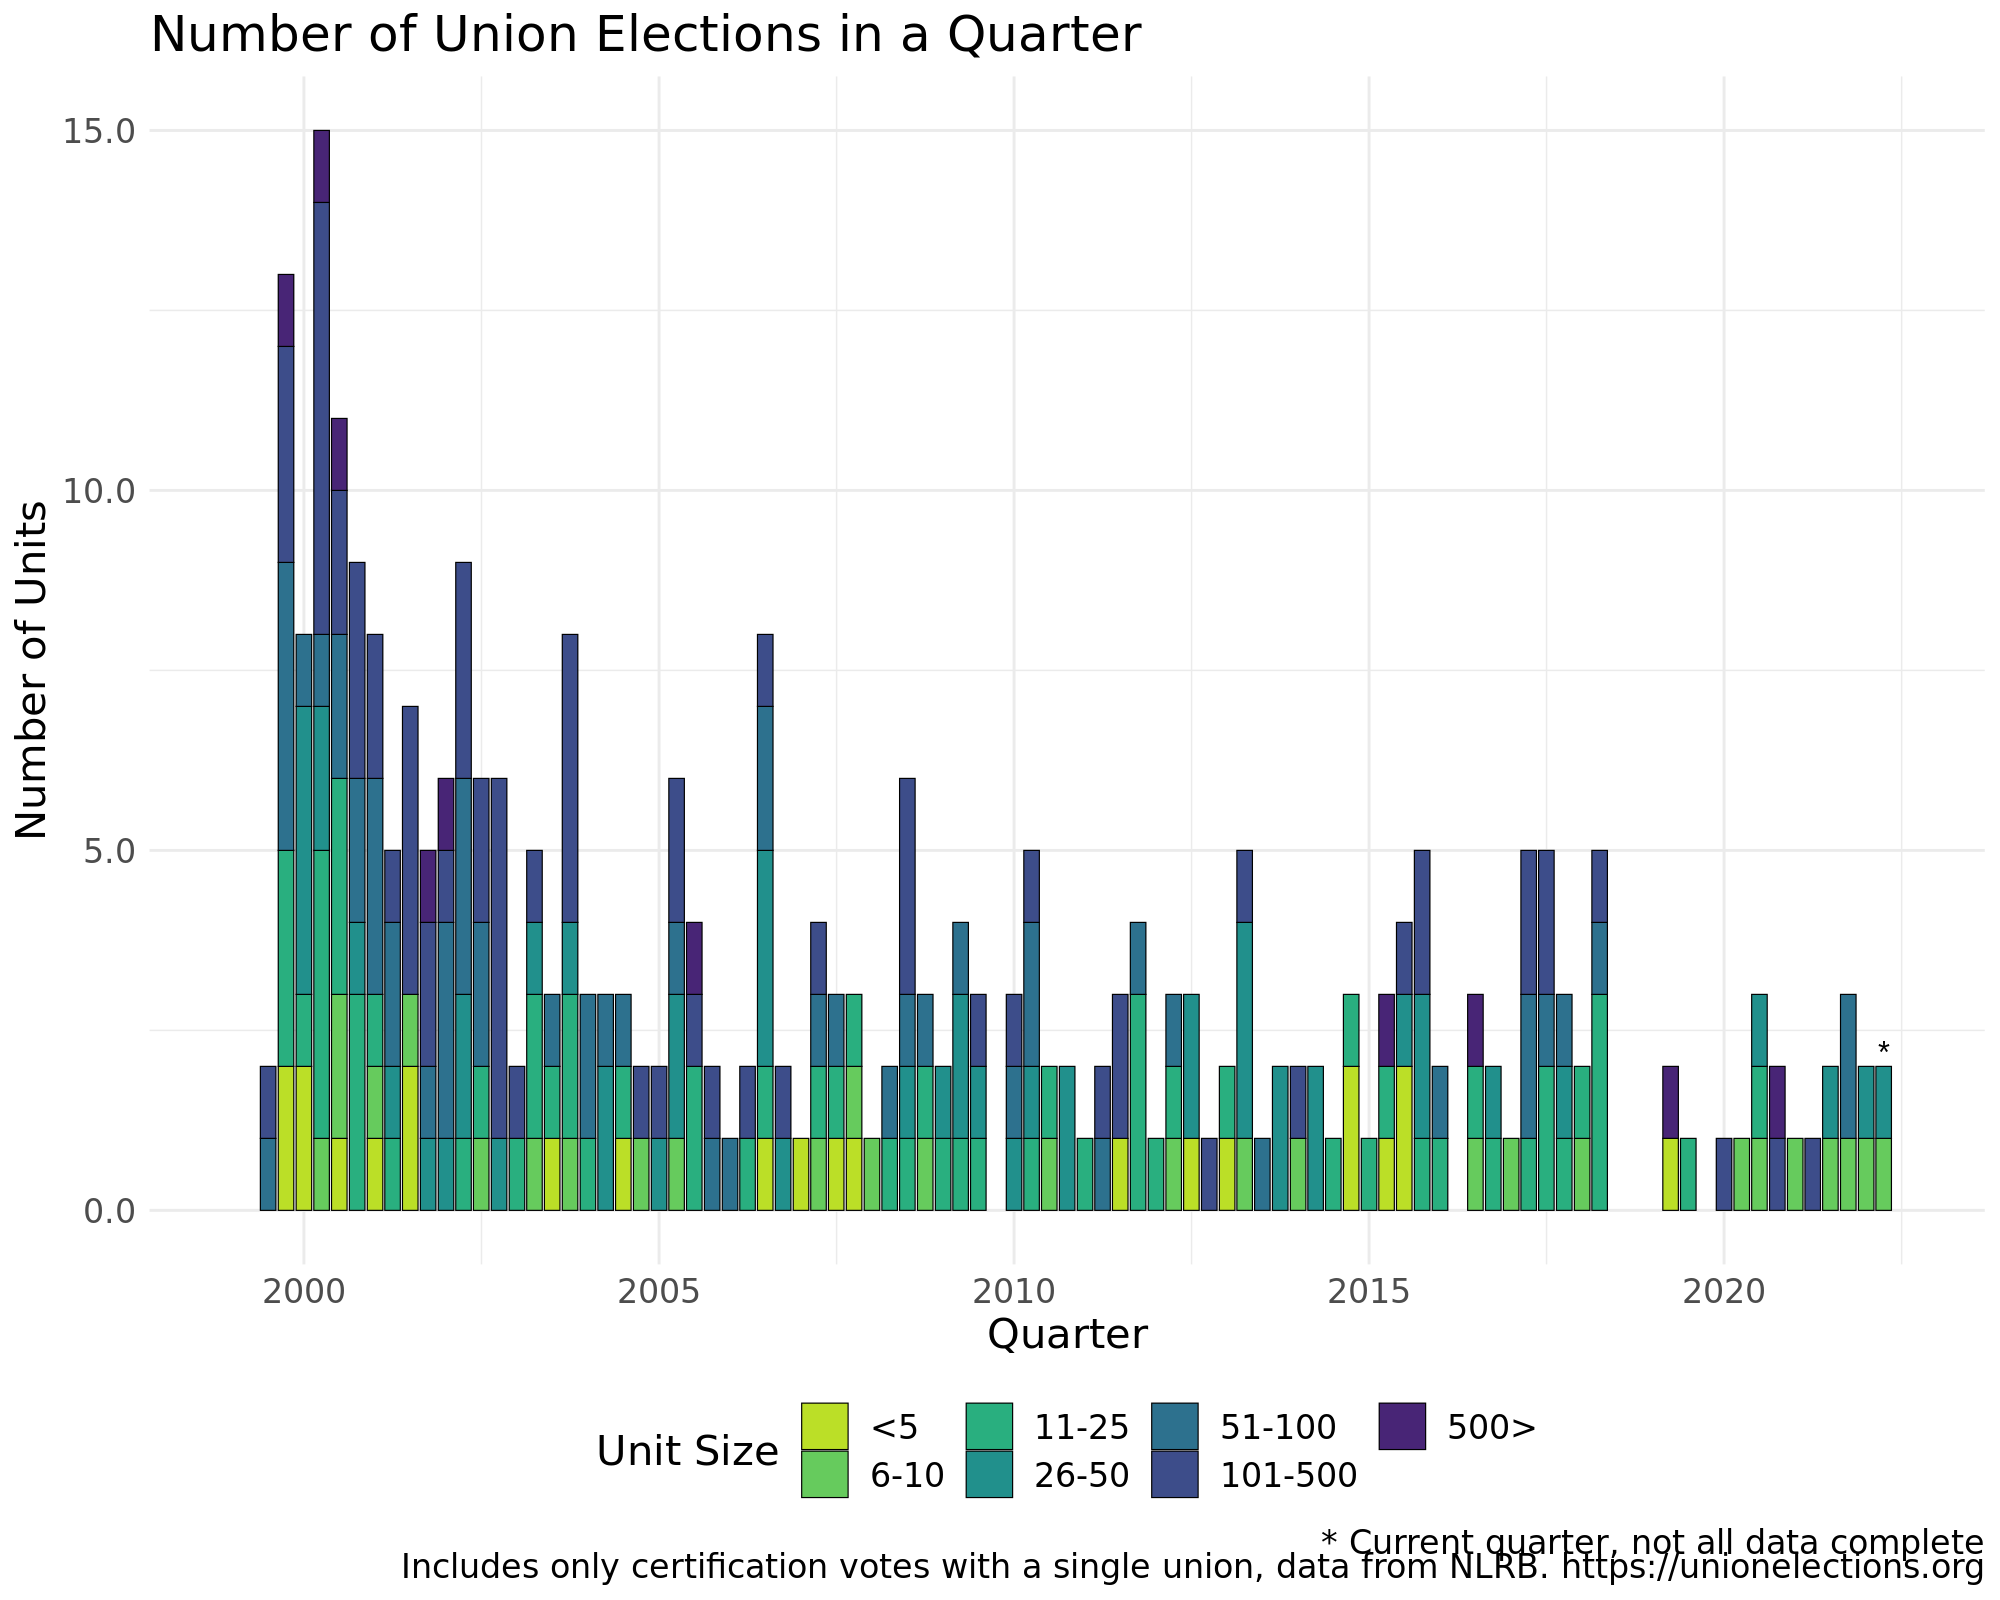 Number of Union Elections in a Quarter
15.0
10.0
5.0
0.0
Number of Units
*
2000 2005 2010 2015 2020
Quarter
Unit Size
<5 11-25 51-100 500>
6-10 26-50 101-500
* Current quarter, not all data complete
Includes only certification votes with a single union, data from NLRB. https://unionelections.org